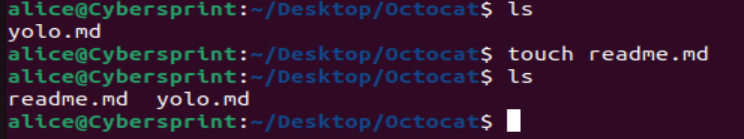 alice@Cybersprint:~/Desktop/Octocat$ ls
yolo.md
alice@Cybersprint:~/Desktop/Octocat$ touch readme.md
alice@Cybersprint:~/Desktop/Octocat$ ls
readme.md  yolo.md
alice@Cybersprint:~/Desktop/Octocat$